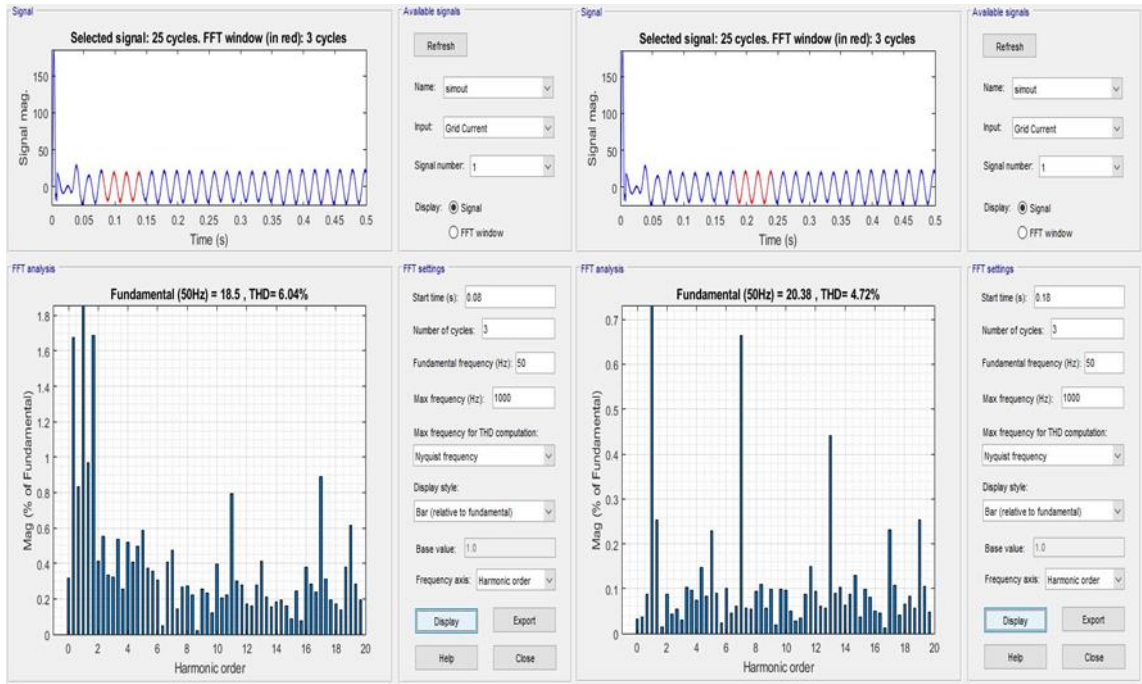 Signal
Selected signal: 25 cycles. FFT window (in red): 3 cycles
Signal mag.
150
100
50
0
0 0.05 0.1 0.15 0.2 0.25 0.3 0.35 0.4 0.45 0.5
Time (s)
Available signals
Refresh
Name: simout
Input: Grid Current
Signal number: 1
Display: Signal
FFT window
FFT analysis
Fundamental (50Hz) = 18.5 , THD= 6.04%
Mag (% of Fundamental)
1.8
1.6
1.4
1.2
1
0.8
0.6
0.4
0.2
0
0 2 4 6 8 10 12 14 16 18 20
Harmonic order
FFT settings
Start time (s): 0.08
Number of cycles: 3
Fundamental frequency (Hz): 50
Max frequency (Hz): 1000
Max frequency for THD computation:
Nyquist frequency
Display style:
Bar (relative to fundamental)
Base value: 1.0
Frequency axis: Harmonic order
Display Export
Help Close
Signal
Selected signal: 25 cycles. FFT window (in red): 3 cycles
Signal mag.
150
100
50
0
0 0.05 0.1 0.15 0.2 0.25 0.3 0.35 0.4 0.45 0.5
Time (s)
Available signals
Refresh
Name: simout
Input: Grid Current
Signal number: 1
Display: Signal
FFT window
FFT analysis
Fundamental (50Hz) = 20.38 , THD= 4.72%
Mag (% of Fundamental)
0.7
0.6
0.5
0.4
0.3
0.2
0.1
0
0 2 4 6 8 10 12 14 16 18 20
Harmonic order
FFT settings
Start time (s): 0.18
Number of cycles: 3
Fundamental frequency (Hz): 50
Max frequency (Hz): 1000
Max frequency for THD computation:
Nyquist frequency
Display style:
Bar (relative to fundamental)
Base value: 1.0
Frequency axis: Harmonic order
Display Export
Help Close